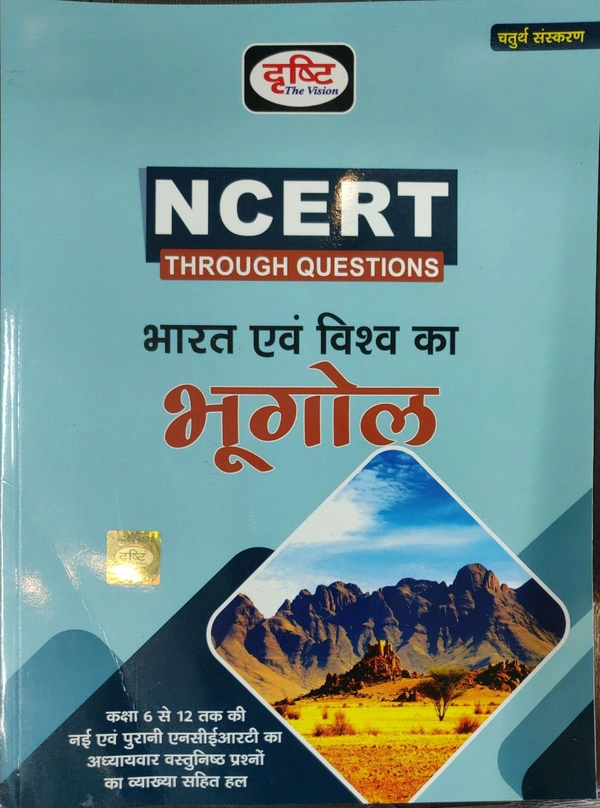 चतुर्थ संस्करण
दृष्टि
The Vision
NCERT
THROUGH QUESTIONS
भारत एवं विश्व का
भूगोल
दृष्टि
कक्षा 6 से 12 तक की
नई एवं पुरानी एनसीईआरटी का
अध्यायवार वस्तुनिष्ठ प्रश्नों
का व्याख्या सहित हल